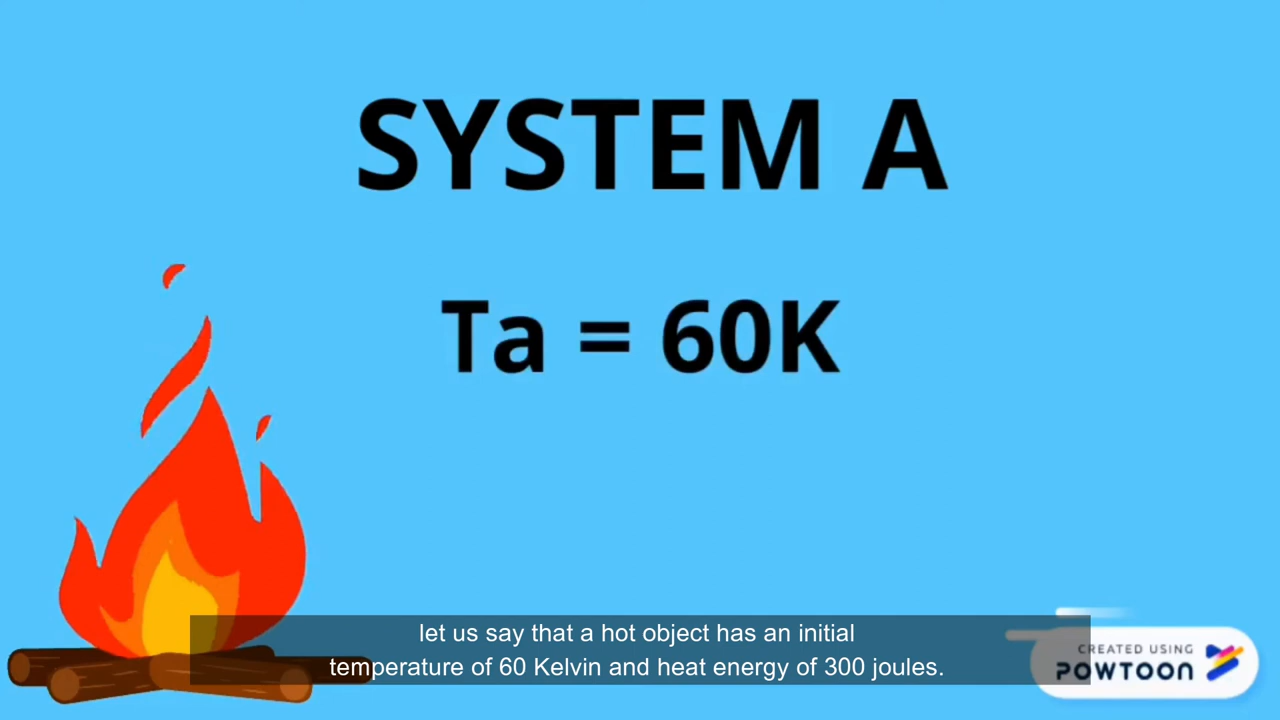 SYSTEM A
Ta = 60K
let us say that a hot object has an initial
temperature of 60 Kelvin and heat energy of 300 joules.
CREATED USING
POWTOON